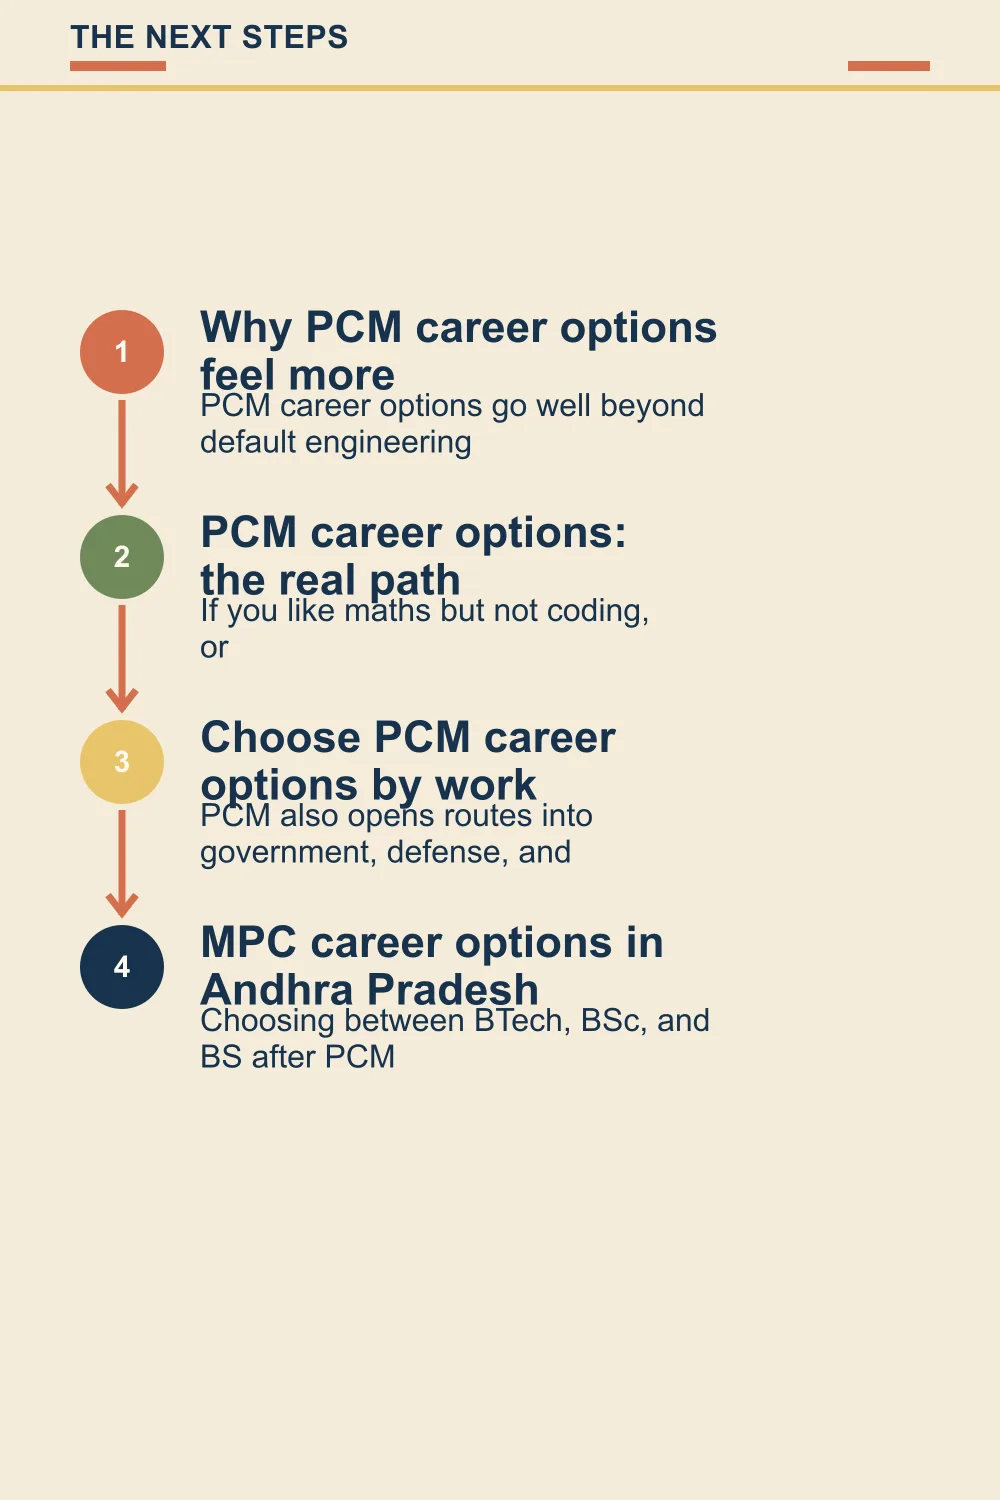 THE NEXT STEPS
1
Why PCM career options
feel more
PCM career options go well beyond
default engineering
2
PCM career options:
the real path
If you like maths but not coding,
or
3
Choose PCM career
options by work
PCM also opens routes into
government, defense, and
4
MPC career options in
Andhra Pradesh
Choosing between BTech, BSc, and
BS after PCM